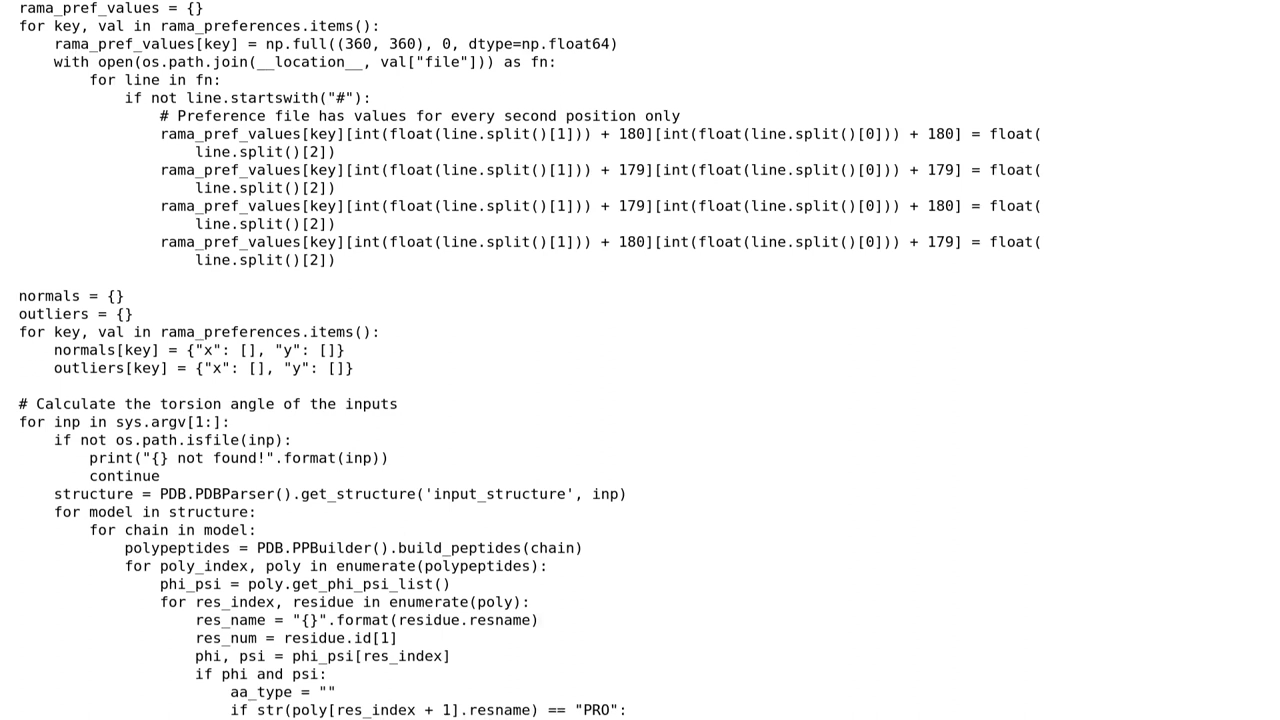 rama_pref_values = {}
for key, val in rama_preferences.items():
    rama_pref_values[key] = np.full((360, 360), 0, dtype=np.float64)
    with open(os.path.join(__location__, val["file"])) as fn:
        for line in fn:
            if not line.startswith("#"):
                # Preference file has values for every second position only
                rama_pref_values[key][int(float(line.split()[1])) + 180][int(float(line.split()[0])) + 180] = float(
                    line.split()[2])
                rama_pref_values[key][int(float(line.split()[1])) + 179][int(float(line.split()[0])) + 179] = float(
                    line.split()[2])
                rama_pref_values[key][int(float(line.split()[1])) + 179][int(float(line.split()[0])) + 180] = float(
                    line.split()[2])
                rama_pref_values[key][int(float(line.split()[1])) + 180][int(float(line.split()[0])) + 179] = float(
                    line.split()[2])

normals = {}
outliers = {}
for key, val in rama_preferences.items():
    normals[key] = {"x": [], "y": []}
    outliers[key] = {"x": [], "y": []}

# Calculate the torsion angle of the inputs
for inp in sys.argv[1:]:
    if not os.path.isfile(inp):
        print("{} not found!".format(inp))
        continue
    structure = PDB.PDBParser().get_structure('input_structure', inp)
    for model in structure:
        for chain in model:
            polypeptides = PDB.PPBuilder().build_peptides(chain)
            for poly_index, poly in enumerate(polypeptides):
                phi_psi = poly.get_phi_psi_list()
                for res_index, residue in enumerate(poly):
                    res_name = "{}".format(residue.resname)
                    res_num = residue.id[1]
                    phi, psi = phi_psi[res_index]
                    if phi and psi:
                        aa_type = ""
                        if str(poly[res_index + 1].resname) == "PRO":